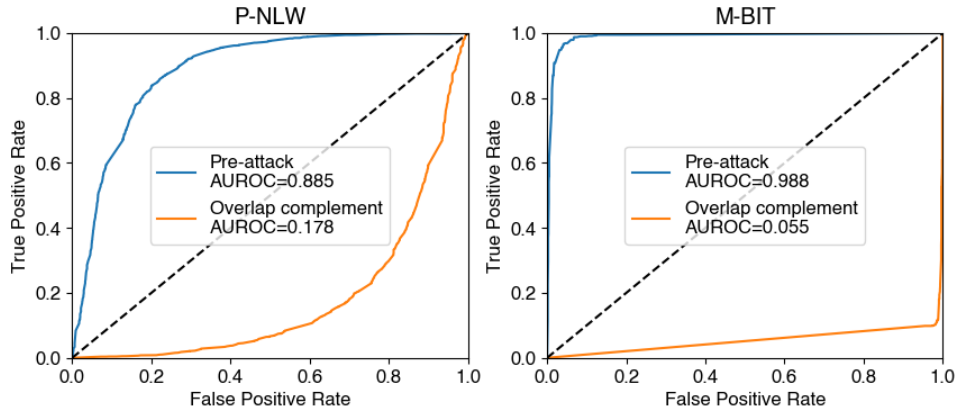 P-NLW
1.0
0.8
0.6
0.4
0.2
0.0
True Positive Rate
Pre-attack
AUROC=0.885
Overlap complement
AUROC=0.178
0.0 0.2 0.4 0.6 0.8 1.0
False Positive Rate
M-BIT
1.0
0.8
0.6
0.4
0.2
0.0
True Positive Rate
Pre-attack
AUROC=0.988
Overlap complement
AUROC=0.055
0.0 0.2 0.4 0.6 0.8 1.0
False Positive Rate